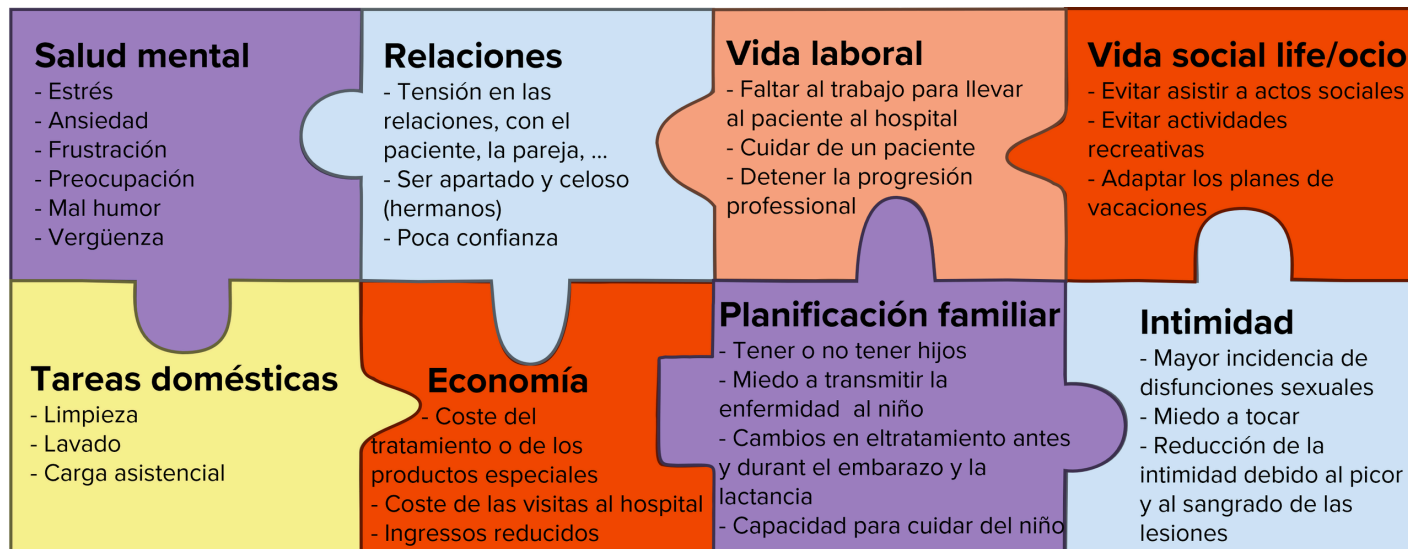 Salud mental
- Estrés
- Ansiedad
- Frustración
- Preocupación
- Mal humor
- Vergüenza
Relaciones
- Tensión en las
relaciones, con el
paciente, la pareja, ...
- Ser apartado y celoso
(hermanos)
- Poca confianza
Vida laboral
- Faltar al trabajo para llevar
al paciente al hospital
- Cuidar de un paciente
- Detener la progresión
professional
Vida social life/ocio
- Evitar asistir a actos sociales
- Evitar actividades
recreativas
- Adaptar los planes de
vacaciones
Tareas domésticas
- Limpieza
- Lavado
- Carga asistencial
Economía
- Coste del
tratamiento o de los
productos especiales
- Coste de las visitas al hospital
- Ingressos reducidos
Planificación familiar
- Tener o no tener hijos
- Miedo a transmitir la
enfermidad al niño
- Cambios en eltratamiento antes
y durant el embarazo y la
lactancia
- Capacidad para cuidar del niño
Intimidad
- Mayor incidencia de
disfunciones sexuales
- Miedo a tocar
- Reducción de la
intimidad debido al picor
y al sangrado de las
lesiones